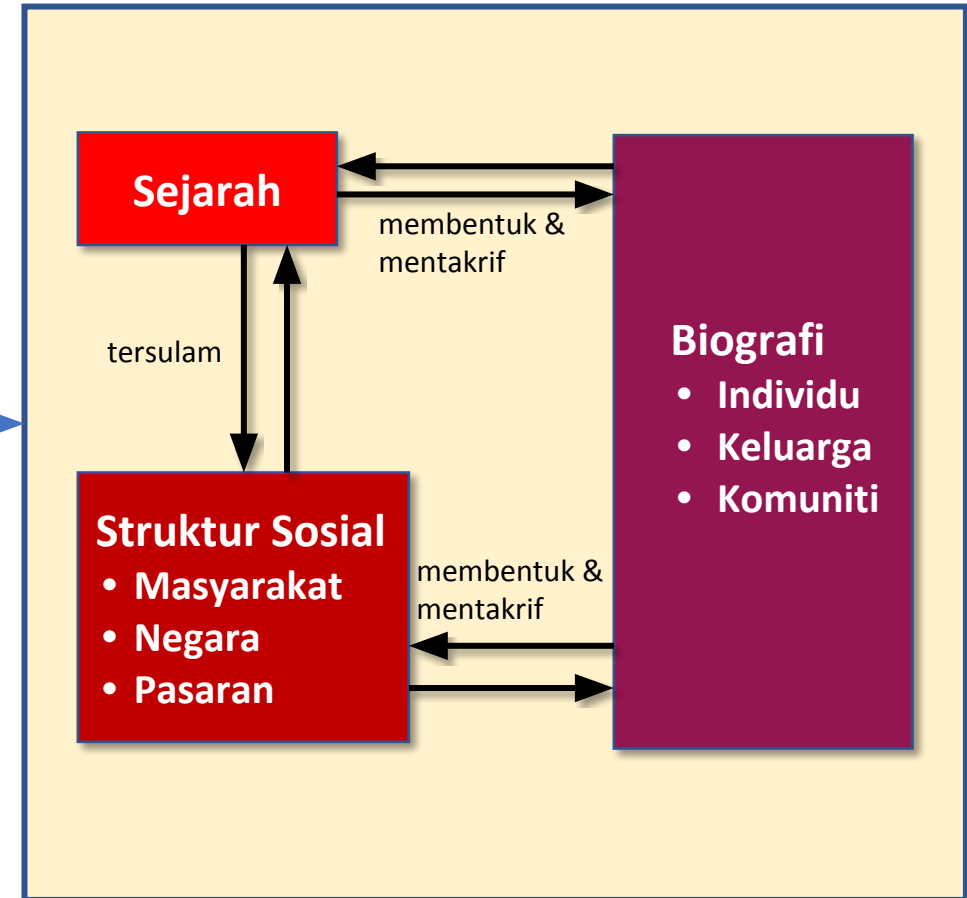 Sejarah
membentuk &
mentakrif
tersulam
Biografi
• Individu
• Keluarga
• Komuniti
Struktur Sosial
• Masyarakat
• Negara
• Pasaran
membentuk &
mentakrif